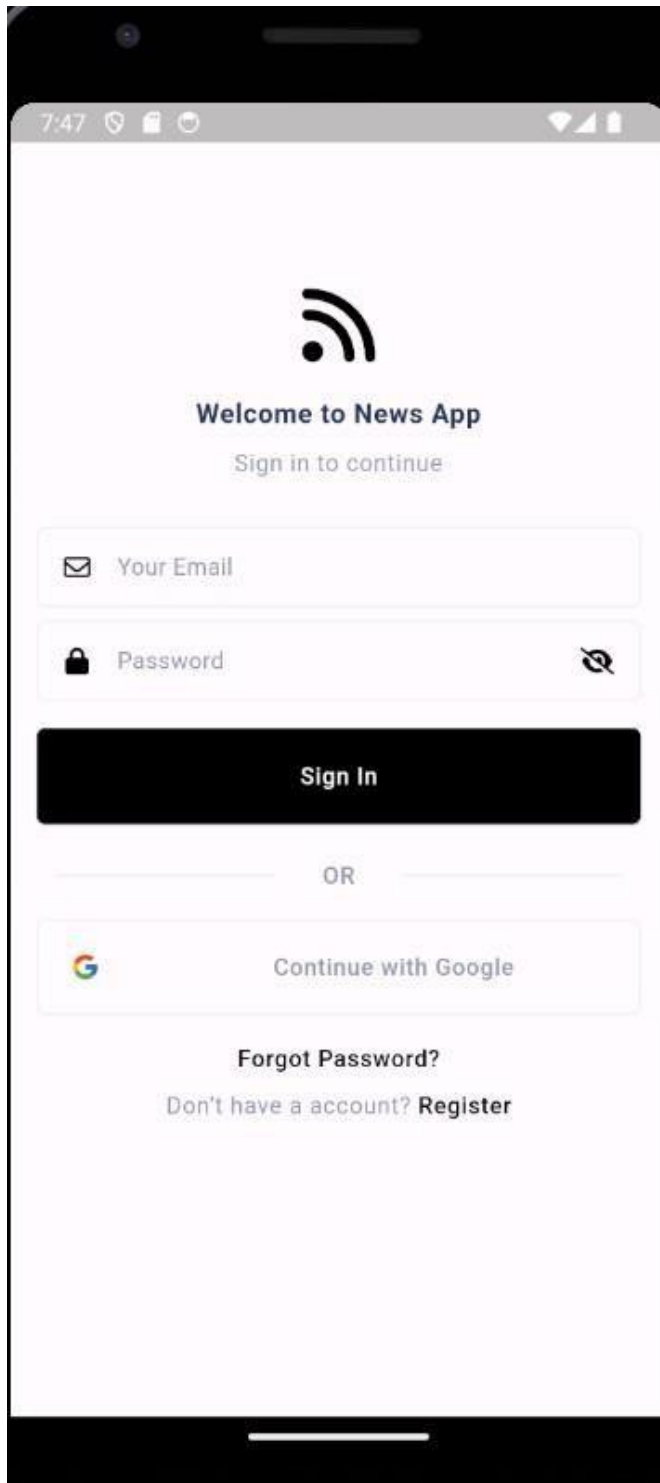 7:47
Welcome to News App
Sign in to continue
Your Email
Password
Sign In
OR
Continue with Google
Forgot Password?
Don't have a account? Register